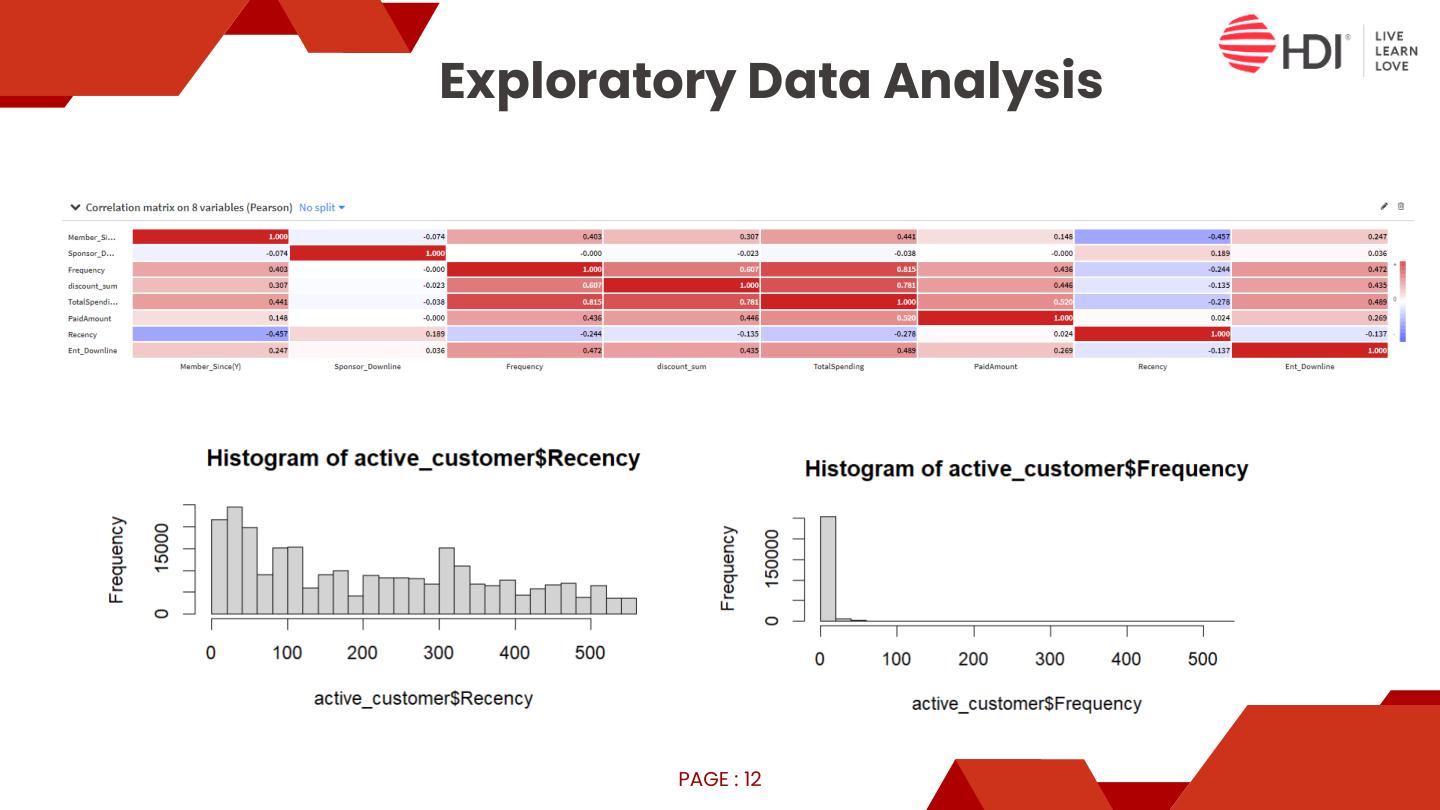 HDI®
LIVE
LEARN
LOVE
Exploratory Data Analysis
Correlation matrix on 8 variables (Pearson) No split
Member_Si... 1.000 -0.074 0.403 0.307 0.441 0.148 -0.457 0.247
Sponsor_D... -0.074 1.000 -0.000 -0.023 -0.038 -0.000 0.189 0.036
Frequency 0.403 -0.000 1.000 0.607 0.815 0.436 -0.244 0.472
discount_sum 0.307 -0.023 0.607 1.000 0.781 0.446 -0.135 0.435
TotalSpendi... 0.441 -0.038 0.815 0.781 1.000 0.520 -0.278 0.489
PaidAmount 0.148 -0.000 0.436 0.446 0.520 1.000 0.024 0.269
Recency -0.457 0.189 -0.244 -0.135 -0.278 0.024 1.000 -0.137
Ent_Downline 0.247 0.036 0.472 0.435 0.489 0.269 -0.137 1.000
Member_Since(Y) Sponsor_Downline Frequency discount_sum TotalSpending PaidAmount Recency Ent_Downline
+
0
-
Histogram of active_customer$Recency
Frequency
15000
0
0 100 200 300 400 500
active_customer$Recency
Histogram of active_customer$Frequency
Frequency
150000
0
0 100 200 300 400 500
active_customer$Frequency
PAGE : 12